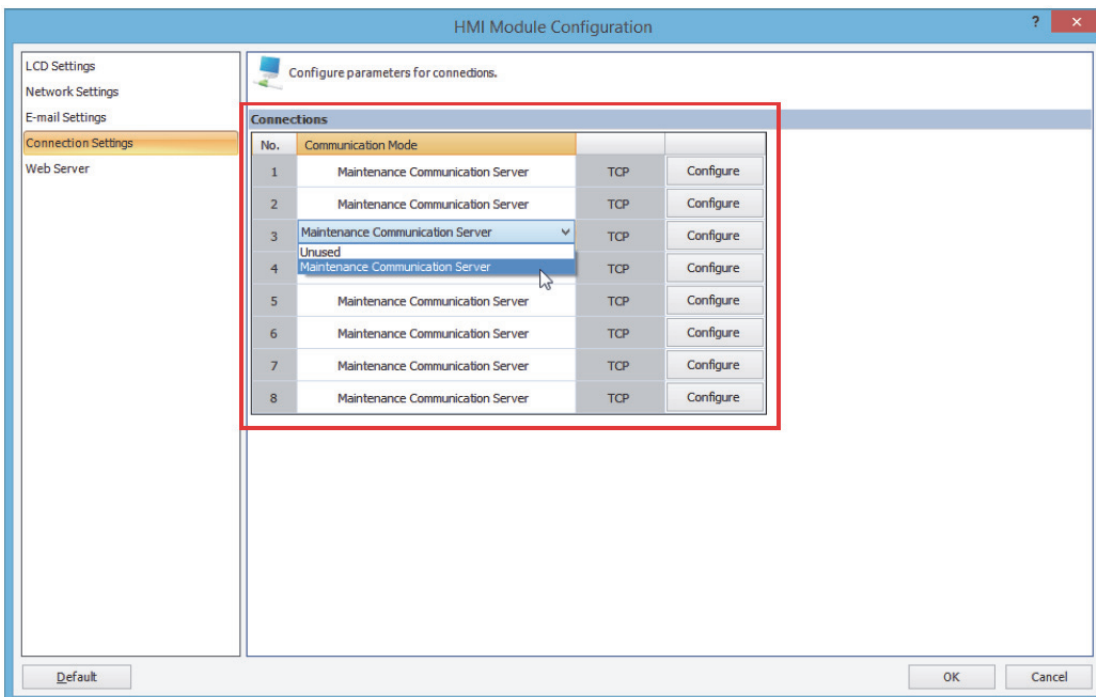 HMI Module Configuration ? ×
LCD Settings
Network Settings
E-mail Settings
Connection Settings
Web Server
Configure parameters for connections.
Connections
No. Communication Mode
1 Maintenance Communication Server TCP Configure
2 Maintenance Communication Server TCP Configure
3 Maintenance Communication Server TCP Configure
Unused
Maintenance Communication Server
4 TCP Configure
5 Maintenance Communication Server TCP Configure
6 Maintenance Communication Server TCP Configure
7 Maintenance Communication Server TCP Configure
8 Maintenance Communication Server TCP Configure
Default OK Cancel